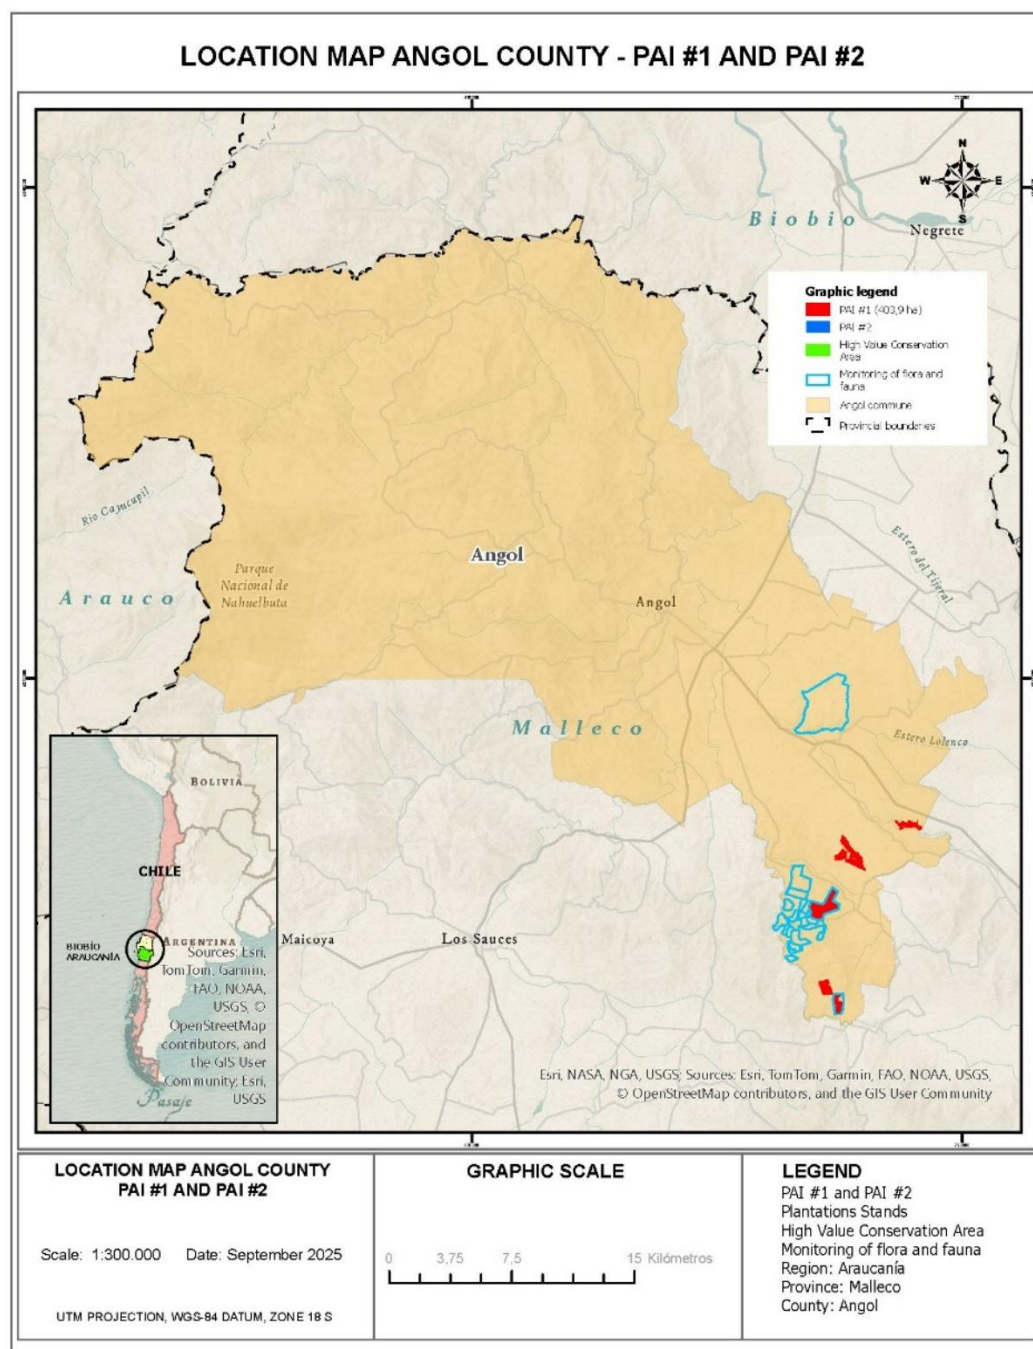 LOCATION MAP ANGOL COUNTY - PAI #1 AND PAI #2
N
W
E
S
Biobio
Negrete
Graphic legend
PAI #1 (403,9 ha)
PAI #2
High Value Conservation
Area
Monitoring of flora and
fauna
Angol commune
Provincial boundaries
Rio Cajucupil
Estero del Tijeral
Angol
Parque
Nacional de
Nahuelbuta
Arauco
Angol
Malleco
Estero Lolenco
BOLIVIA
CHILE
ARGENTINA
BIOBÍO
ARAUCANÍA
Sources: Esri,
TomTom, Garmin,
FAO, NOAA,
USGS, ©
OpenStreetMap
contributors, and
the GIS User
Community; Esri,
USGS
Pasaje
Maicoya
Los Sauces
Esri, NASA, NGA, USGS; Sources: Esri, TomTom, Garmin, FAO, NOAA, USGS,
© OpenStreetMap contributors, and the GIS User Community
LOCATION MAP ANGOL COUNTY
PAI #1 AND PAI #2
Scale: 1:300.000 Date: September 2025
UTM PROJECTION, WGS-84 DATUM, ZONE 18 S
GRAPHIC SCALE
0 3,75 7,5 15 Kilómetros
LEGEND
PAI #1 and PAI #2
Plantations Stands
High Value Conservation Area
Monitoring of flora and fauna
Region: Araucanía
Province: Malleco
County: Angol